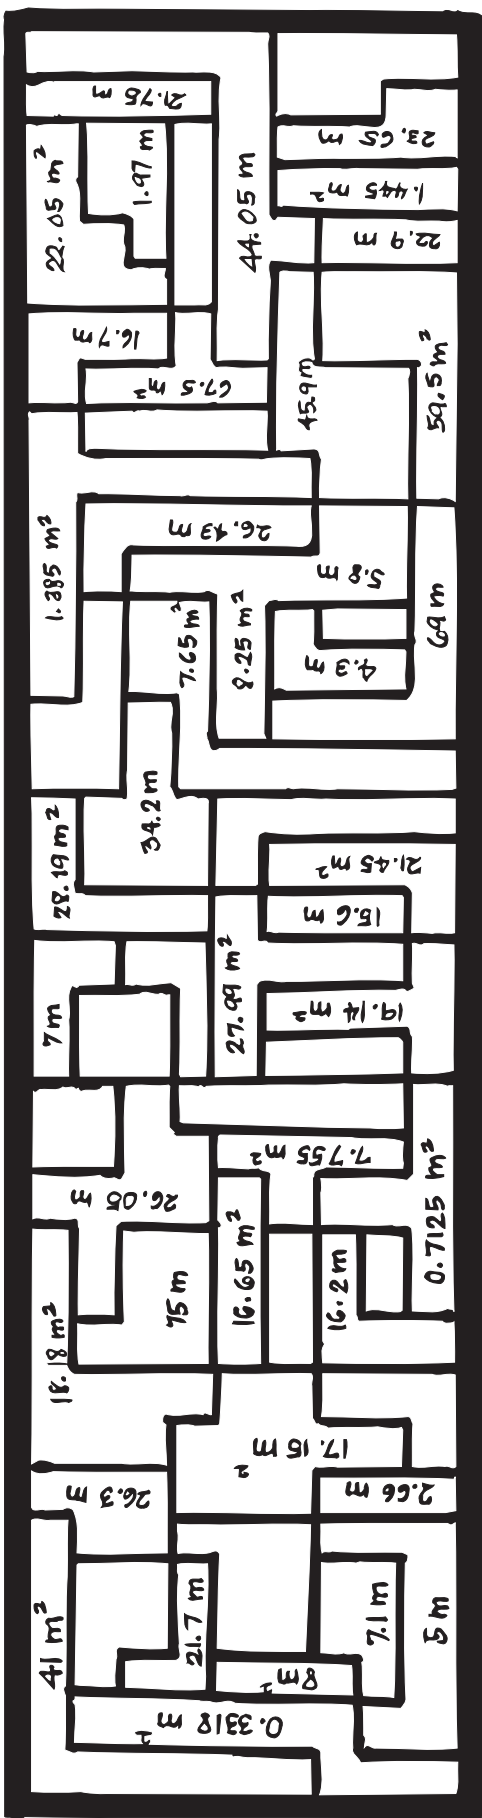 21.75 m
23.65 m
1.97 m
22.05 m²
44.05 m
1.445 m²
22.9 m
16.7 m
67.5 m²
45.9 m
59.5 m²
26.43 m
1.385 m²
5.8 m
7.65 m²
8.25 m²
69 m
4.3 m
34.2 m
28.19 m²
21.45 m²
15.6 m
27.99 m²
7 m
19.14 m²
7.755 m²
0.7125 m²
26.05 m
16.65 m²
16.2 m
75 m
18.18 m²
17.15 m²
26.3 m
2.66 m
41 m²
21.7 m
7.1 m
5 m
8 m²
0.3318 m²